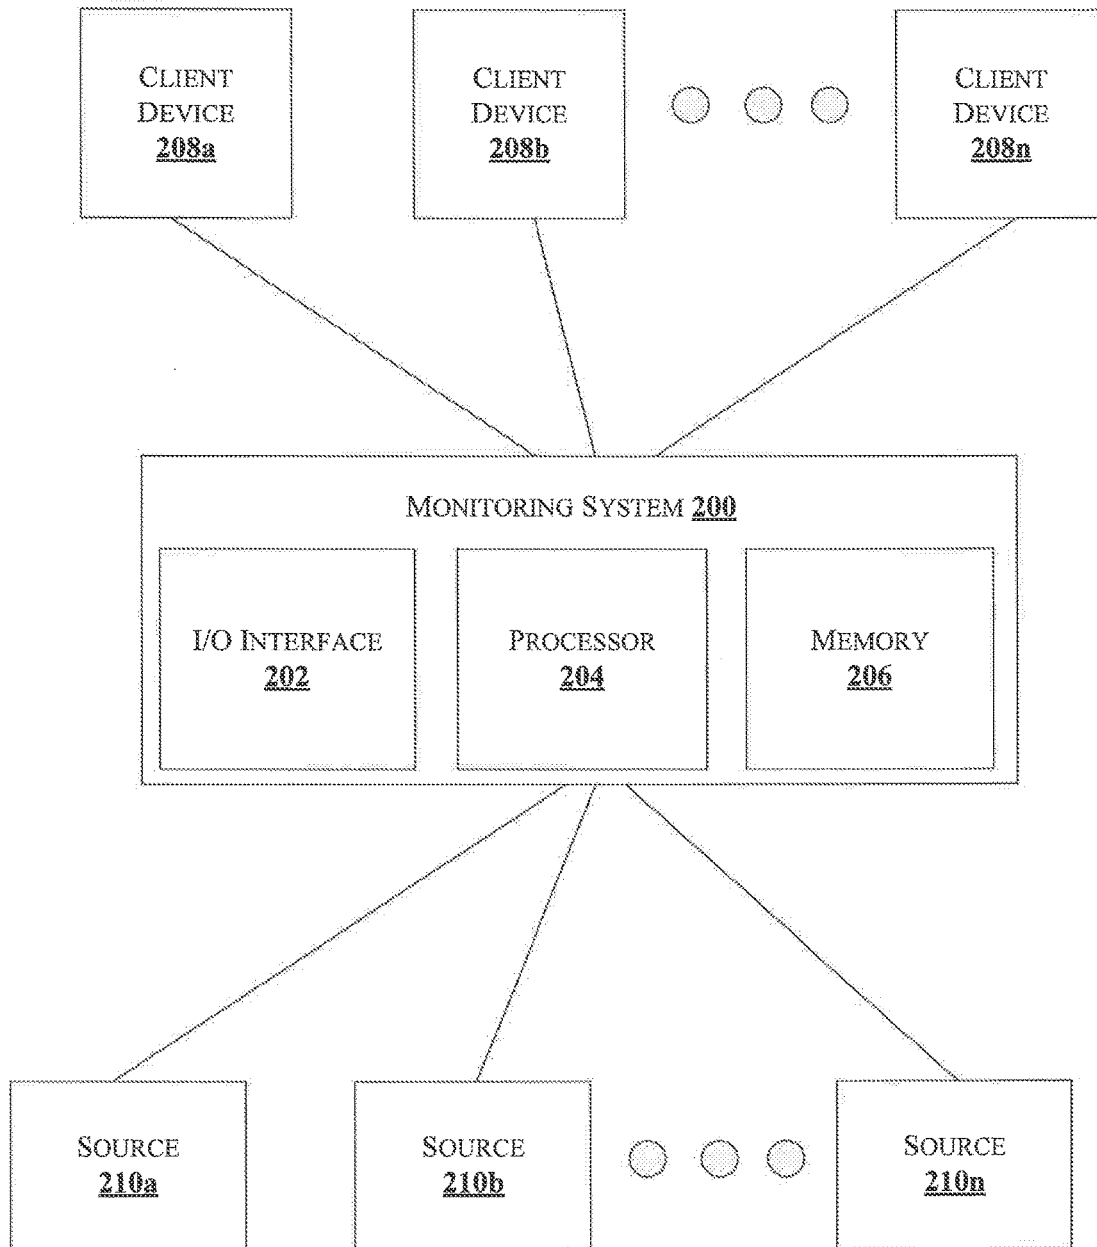 CLIENT
DEVICE
208a
CLIENT
DEVICE
208b
CLIENT
DEVICE
208n
MONITORING SYSTEM 200
I/O INTERFACE
202
PROCESSOR
204
MEMORY
206
SOURCE
210a
SOURCE
210b
SOURCE
210n